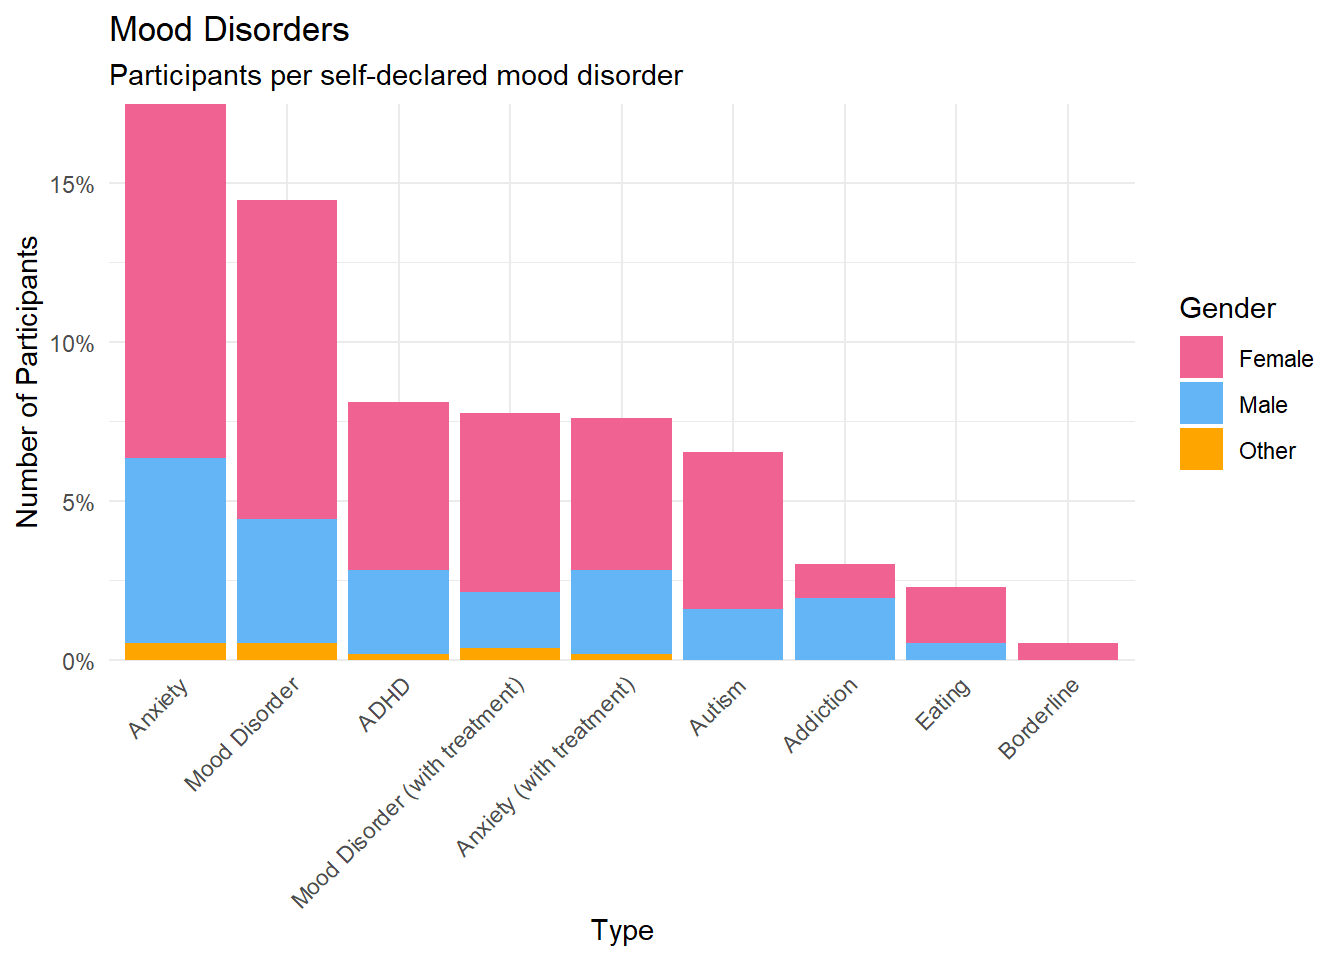 Mood Disorders
Participants per self-declared mood disorder
Number of Participants
15%
10%
5%
0%
Anxiety
Mood Disorder
ADHD
Mood Disorder (with treatment)
Anxiety (with treatment)
Autism
Addiction
Eating
Borderline
Type
Gender
Female
Male
Other